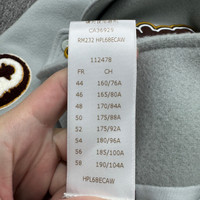 CA38521
RM232 HPL68ECAW
112478
FR CH
44 160/76A
46 165/80A
48 170/84A
50 175/88A
52 175/92A
54 180/96A
56 185/100A
58 190/104A
HPL68ECAW